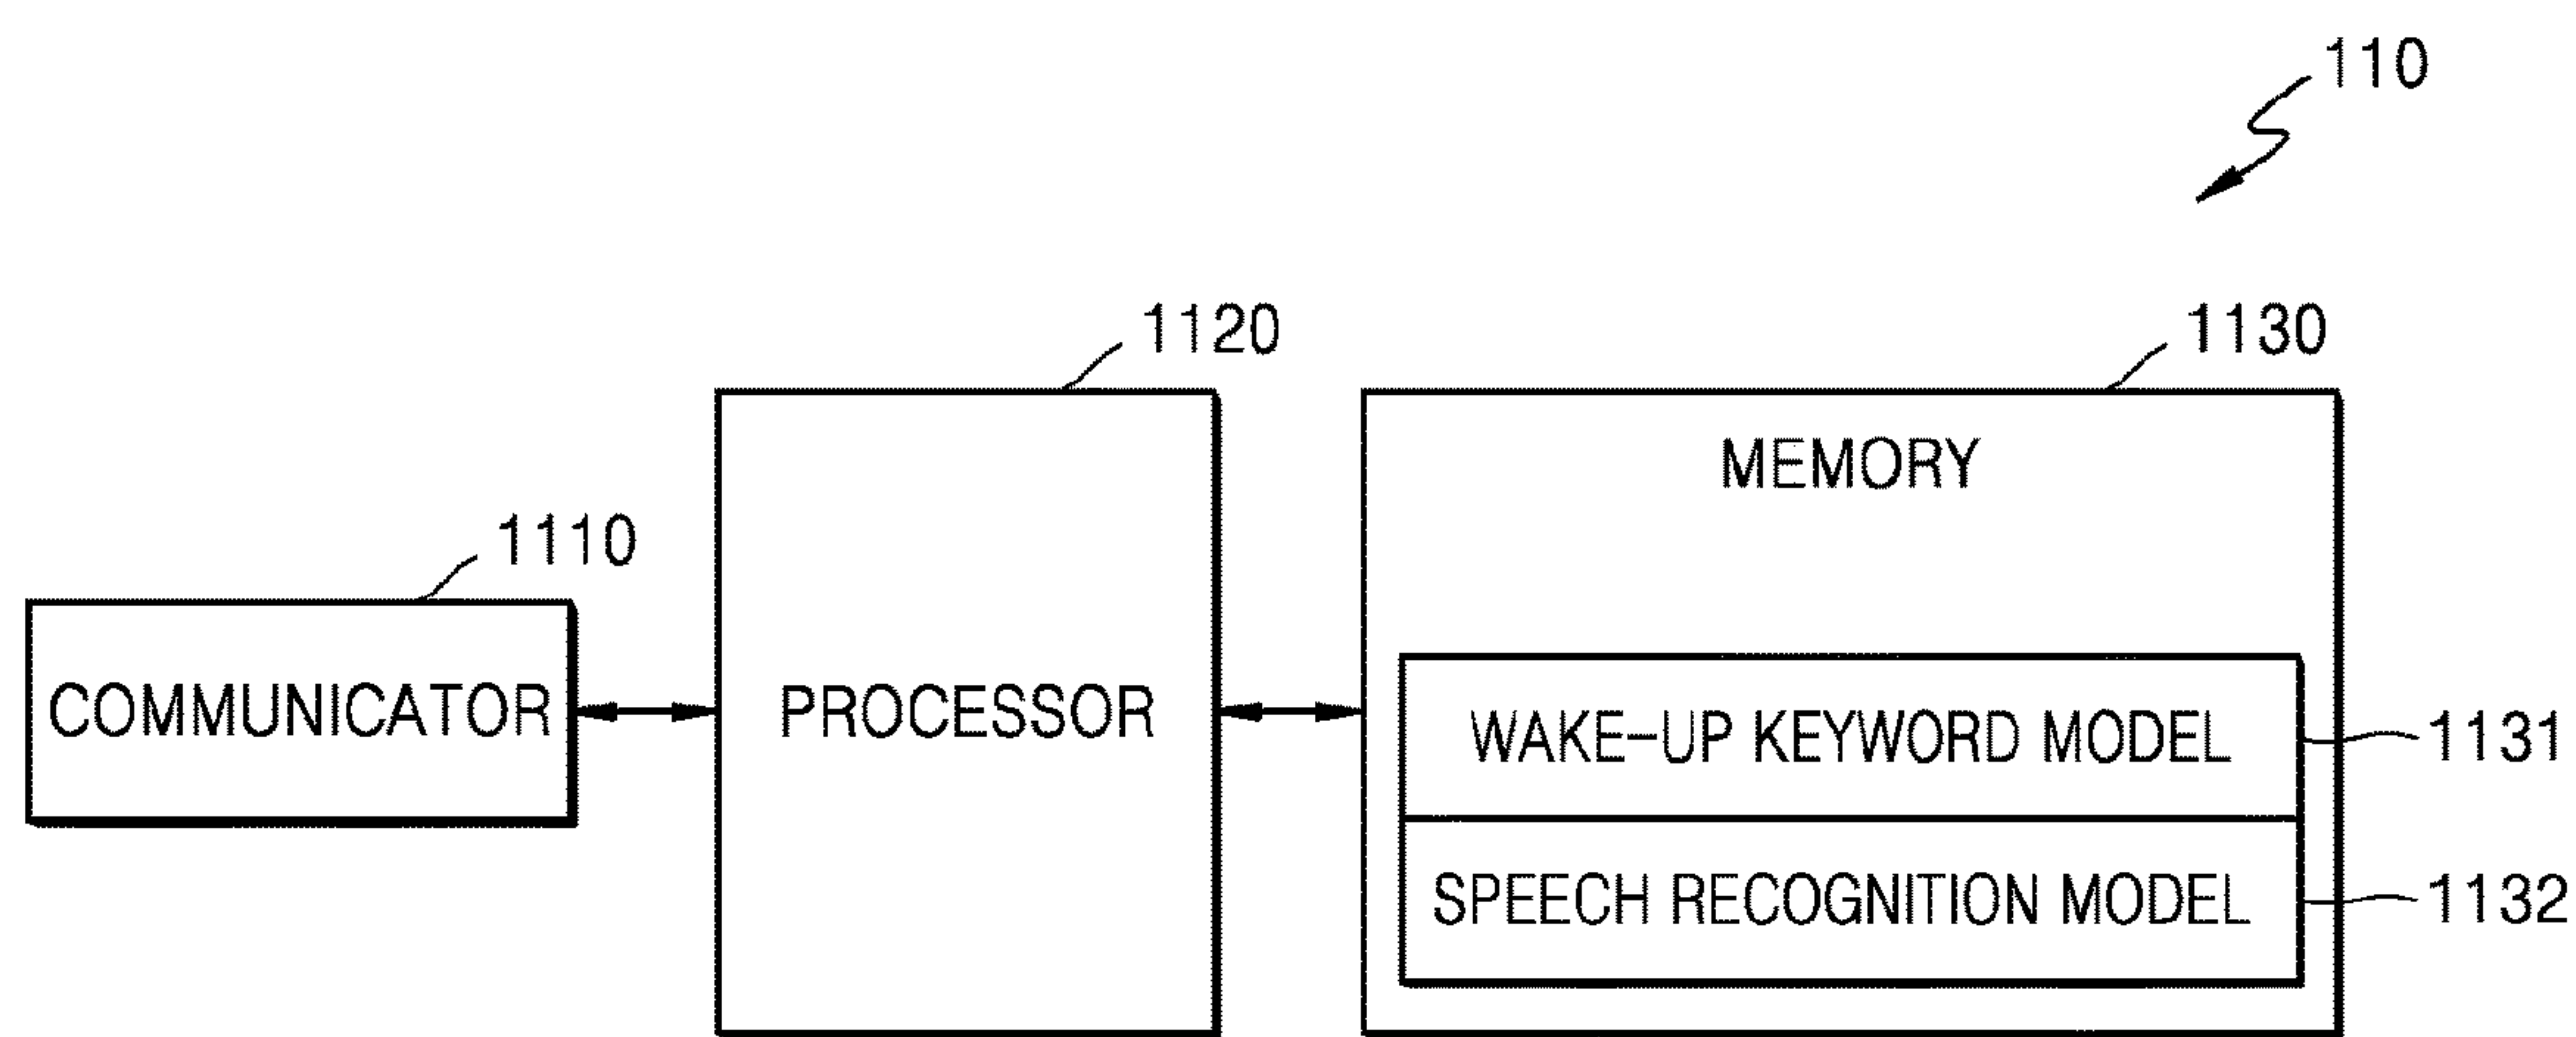 110
1120
1130
MEMORY
1110
COMMUNICATOR
PROCESSOR
WAKE-UP KEYWORD MODEL
1131
SPEECH RECOGNITION MODEL
1132